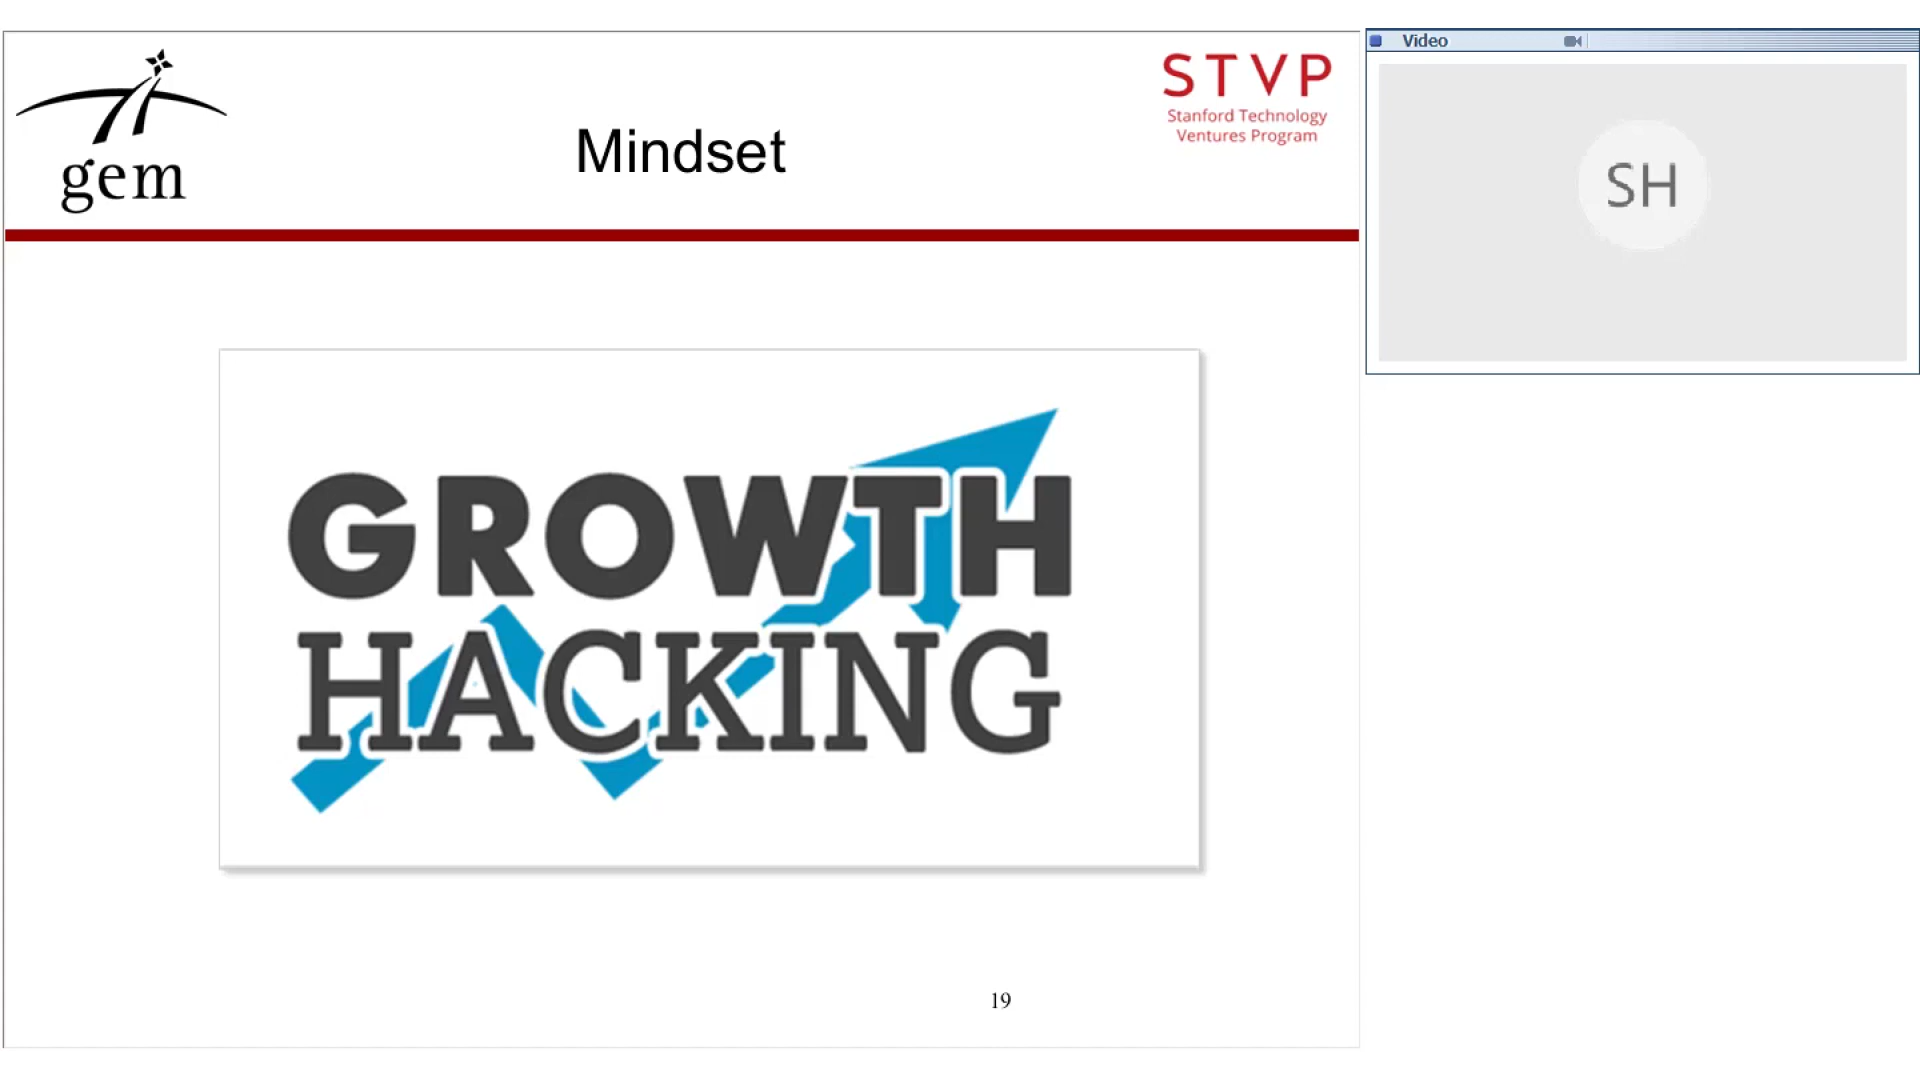 gem
Mindset
STVP
Stanford Technology
Ventures Program
GROWTH
HACKING
19
Video
SH